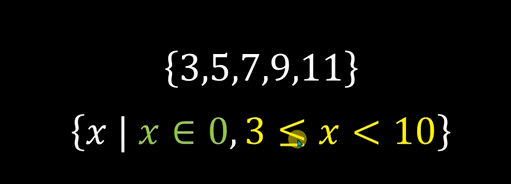 {3,5,7,9,11}
{x | x ∈ 0, 3 ≤ x < 10}